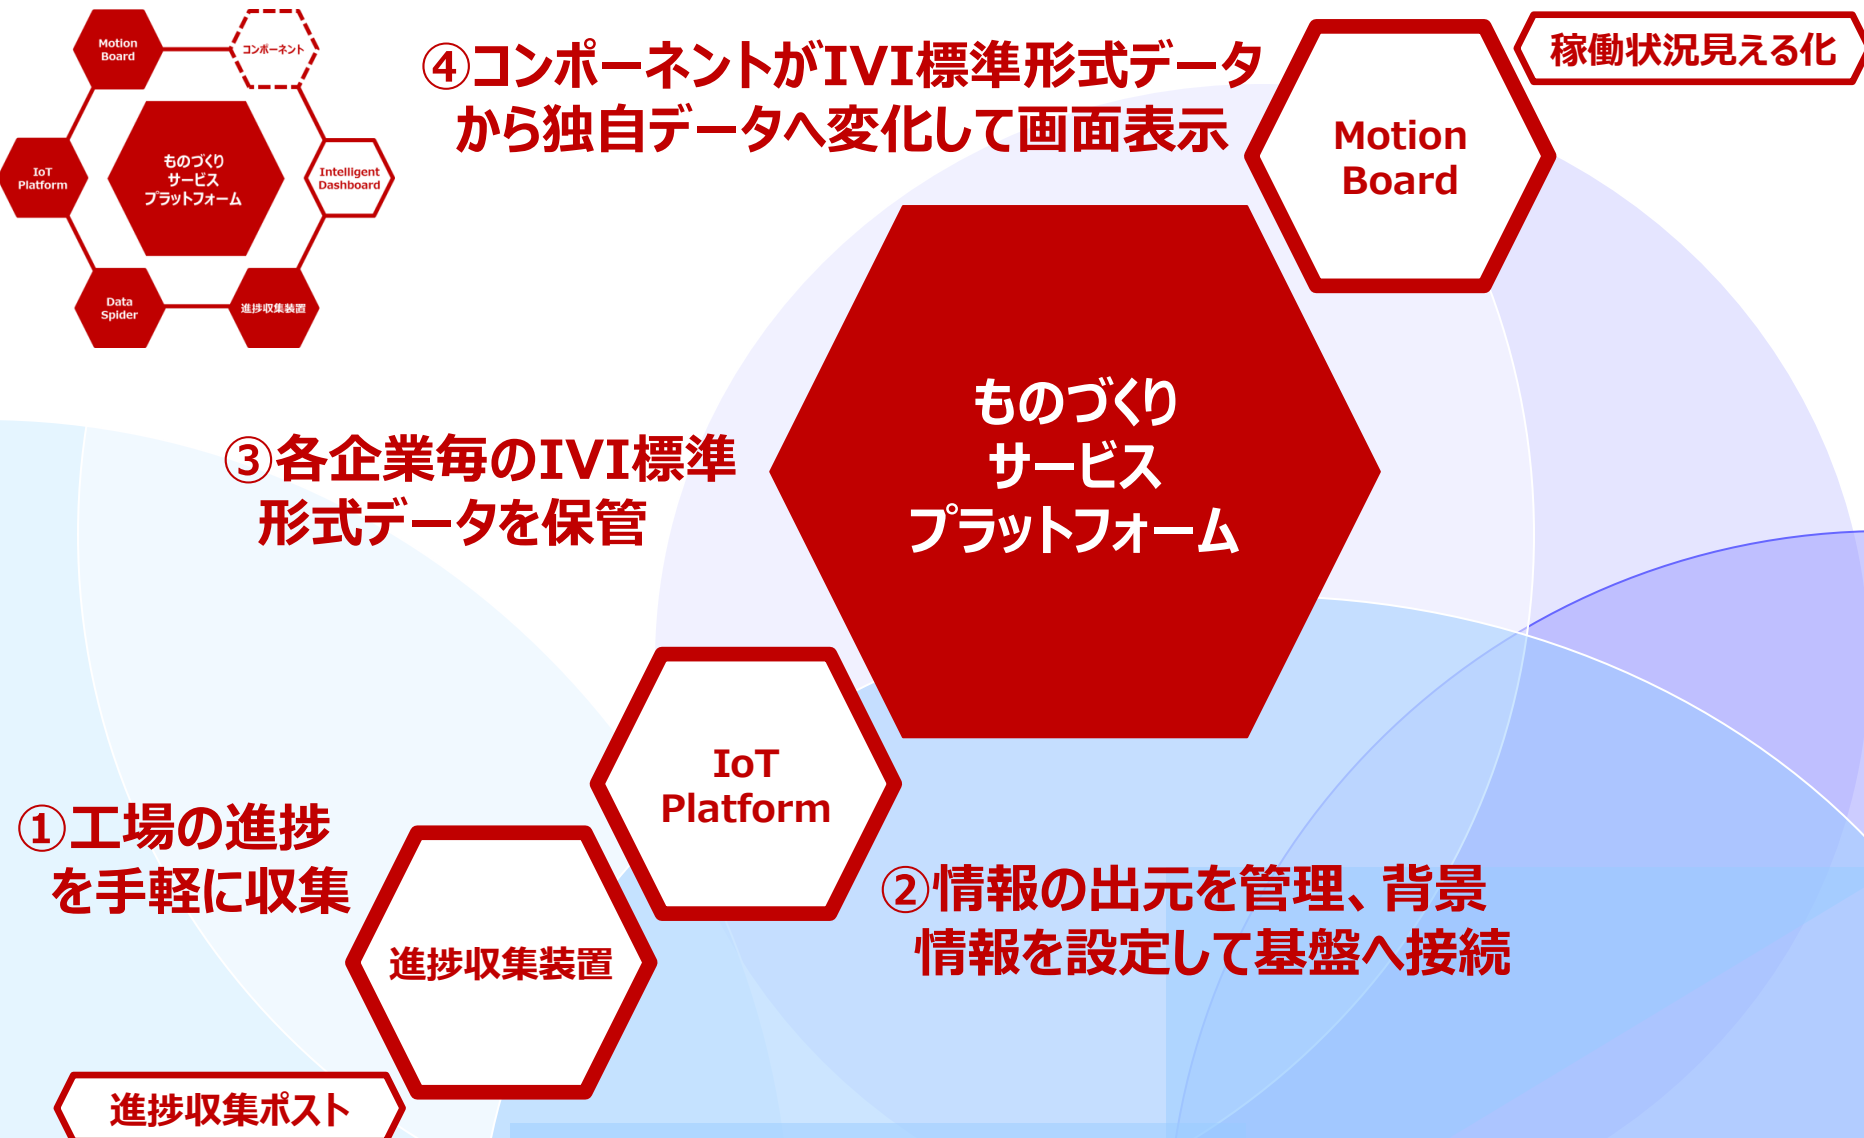 Motion
Board
コンポーネント
IoT
Platform
ものづくり
サービス
プラットフォーム
Intelligent
Dashboard
Data
Spider
進捗収集装置
④コンポーネントがIVI標準形式データ
から独自データへ変化して画面表示
Motion
Board
稼働状況見える化
ものづくり
サービス
プラットフォーム
③各企業毎のIVI標準
形式データを保管
IoT
Platform
①工場の進捗
を手軽に収集
②情報の出元を管理、背景
情報を設定して基盤へ接続
進捗収集装置
進捗収集ポスト